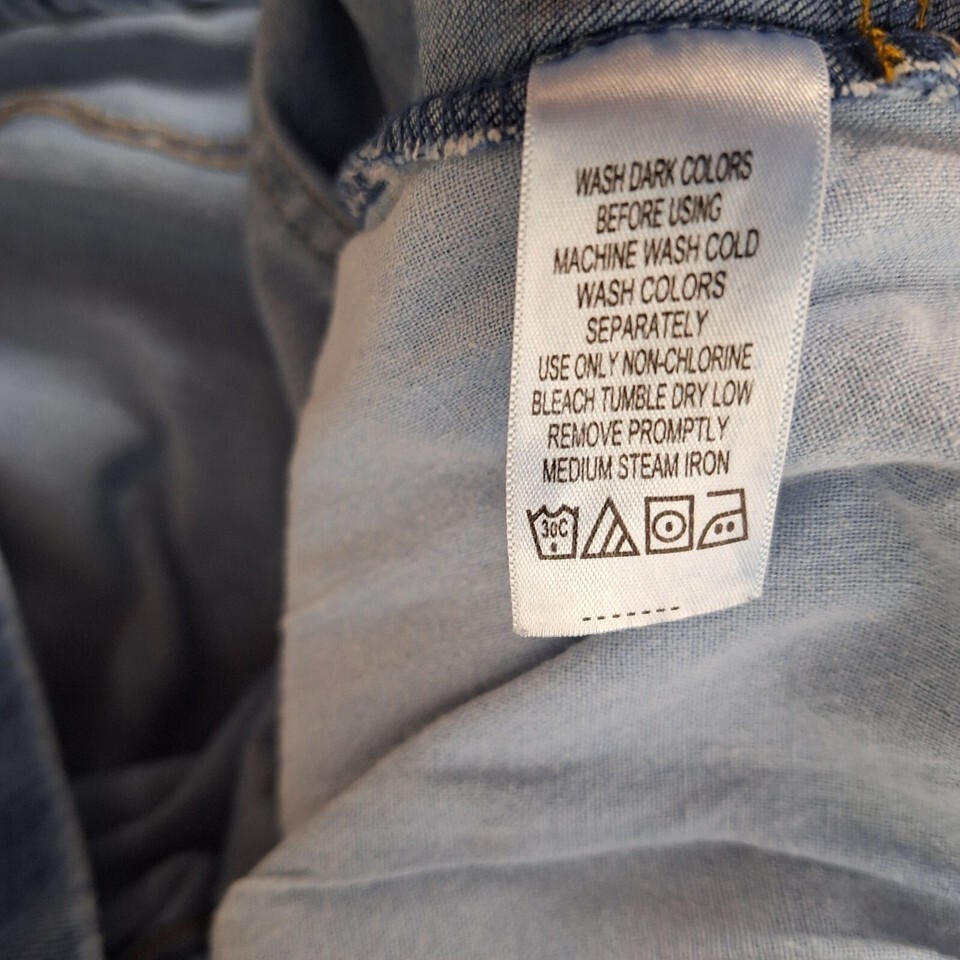 WASH DARK COLORS
BEFORE USING
MACHINE WASH COLD
WASH COLORS
SEPARATELY
USE ONLY NON-CHLORINE
BLEACH TUMBLE DRY LOW
REMOVE PROMPTLY
MEDIUM STEAM IRON
30C